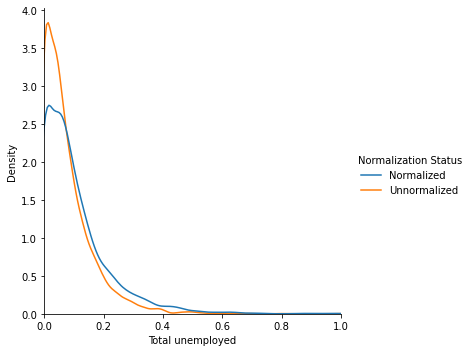 4.0
3.5
3.0
2.5
2.0
1.5
1.0
0.5
0.0
Density
0.0 0.2 0.4 0.6 0.8 1.0
Total unemployed
Normalization Status
Normalized
Unnormalized